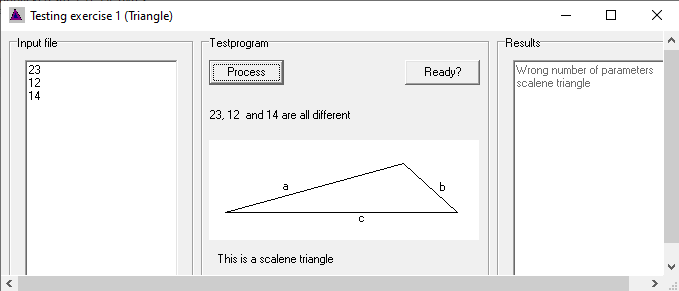 Testing exercise 1 (Triangle)
Input file
23
12
14
Testprogram
Process
Ready?
23, 12  and 14 are all different
a
b
c
This is a scalene triangle
Results
Wrong number of parameters
scalene triangle